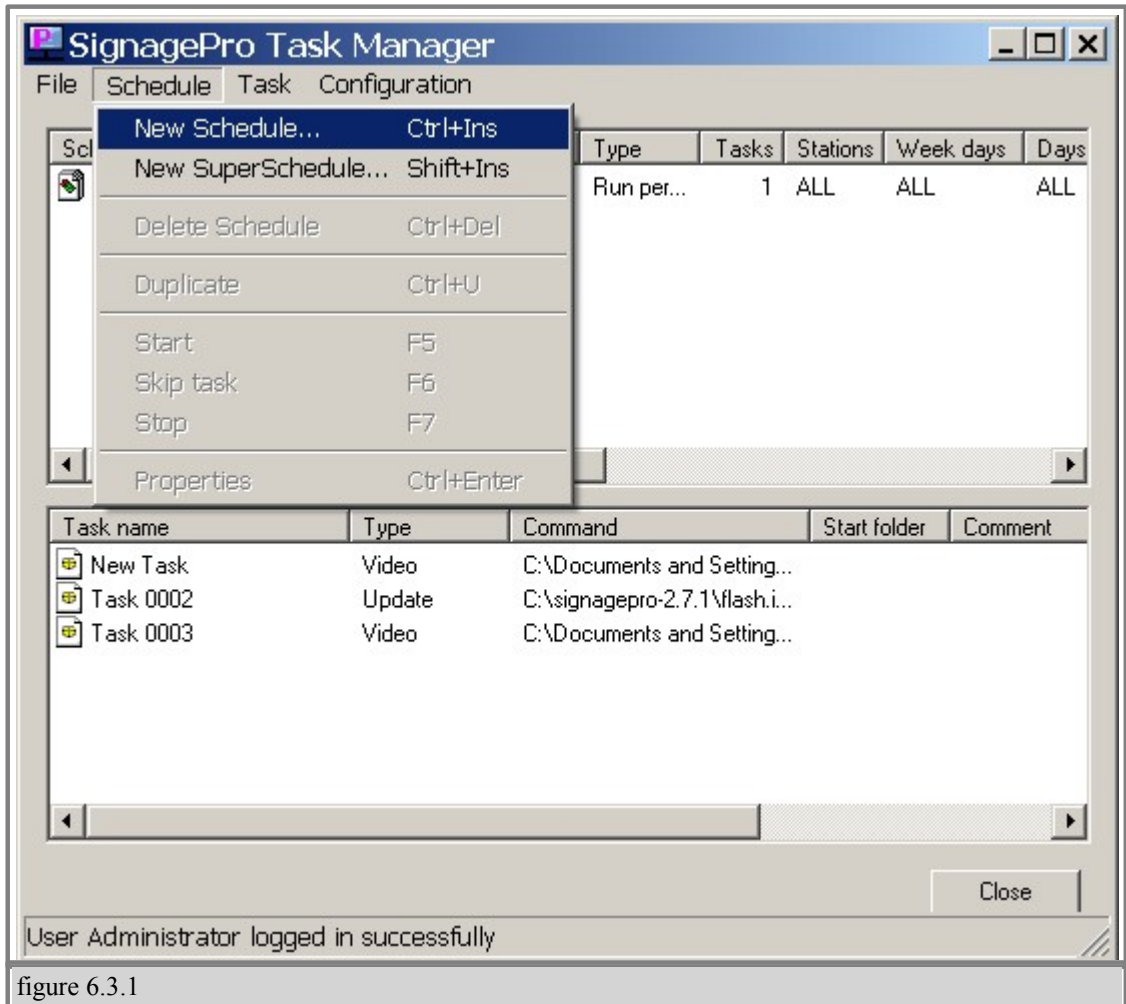 SignagePro Task Manager
File Schedule Task Configuration
New Schedule... Ctrl+Ins
New SuperSchedule... Shift+Ins
Delete Schedule Ctrl+Del
Duplicate Ctrl+U
Start F5
Skip task F6
Stop F7
Properties Ctrl+Enter
Type Tasks Stations Week days Days
Run per... 1 ALL ALL ALL
Task name Type Command Start folder Comment
New Task Video C:\Documents and Setting...
Task 0002 Update C:\signagepro-2.7.1\flash.i...
Task 0003 Video C:\Documents and Setting...
Close
User Administrator logged in successfully
figure 6.3.1